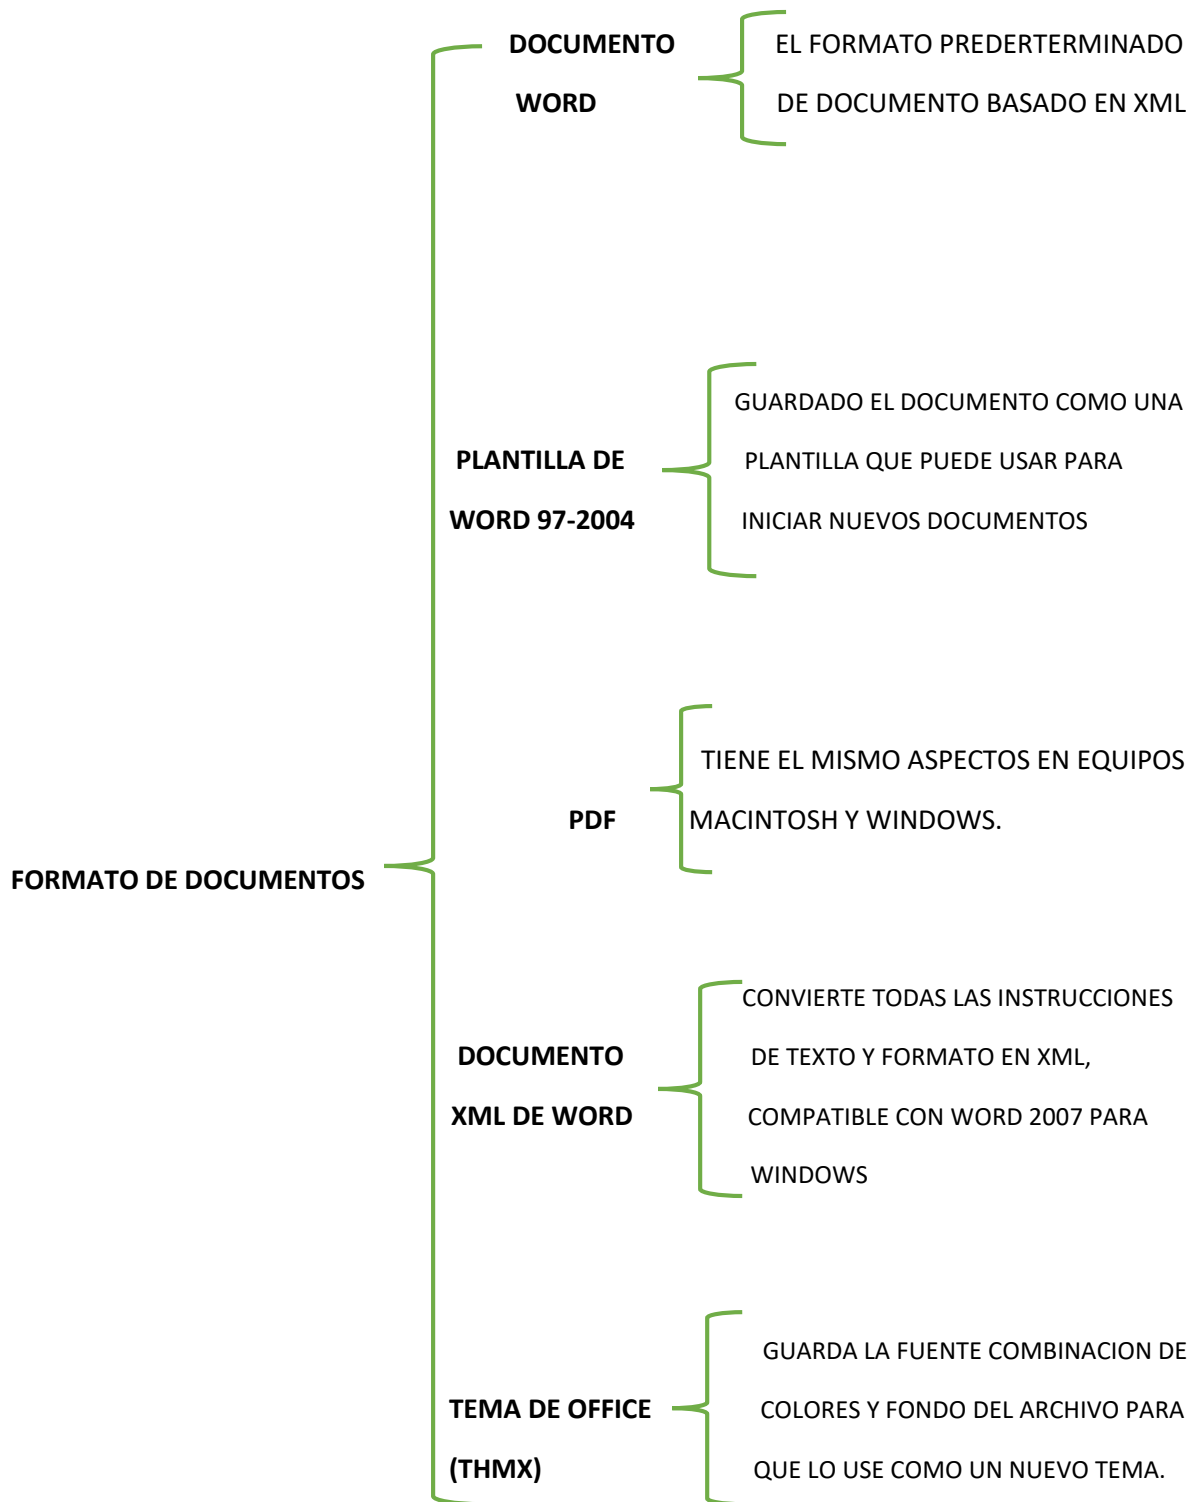 DOCUMENTO
WORD
EL FORMATO PREDERTERMINADO
DE DOCUMENTO BASADO EN XML
PLANTILLA DE
WORD 97-2004
GUARDADO EL DOCUMENTO COMO UNA
PLANTILLA QUE PUEDE USAR PARA
INICIAR NUEVOS DOCUMENTOS
PDF
TIENE EL MISMO ASPECTOS EN EQUIPOS
MACINTOSH Y WINDOWS.
FORMATO DE DOCUMENTOS
DOCUMENTO
XML DE WORD
CONVIERTE TODAS LAS INSTRUCCIONES
DE TEXTO Y FORMATO EN XML,
COMPATIBLE CON WORD 2007 PARA
WINDOWS
TEMA DE OFFICE
(THMX)
GUARDA LA FUENTE COMBINACION DE
COLORES Y FONDO DEL ARCHIVO PARA
QUE LO USE COMO UN NUEVO TEMA.